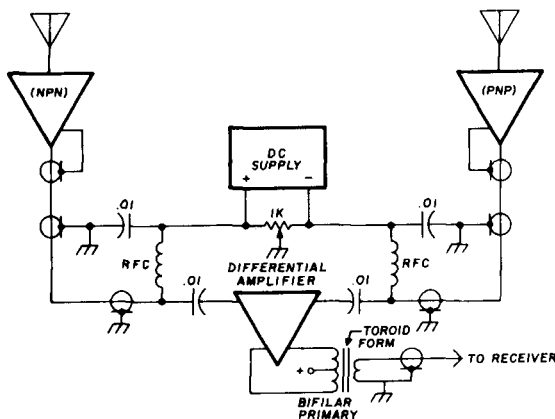 (NPN)
(PNP)
DC
SUPPLY
+ −
.01
1K
.01
RFC
RFC
DIFFERENTIAL
AMPLIFIER
.01
.01
TOROID
FORM
+
TO RECEIVER
BIFILAR
PRIMARY